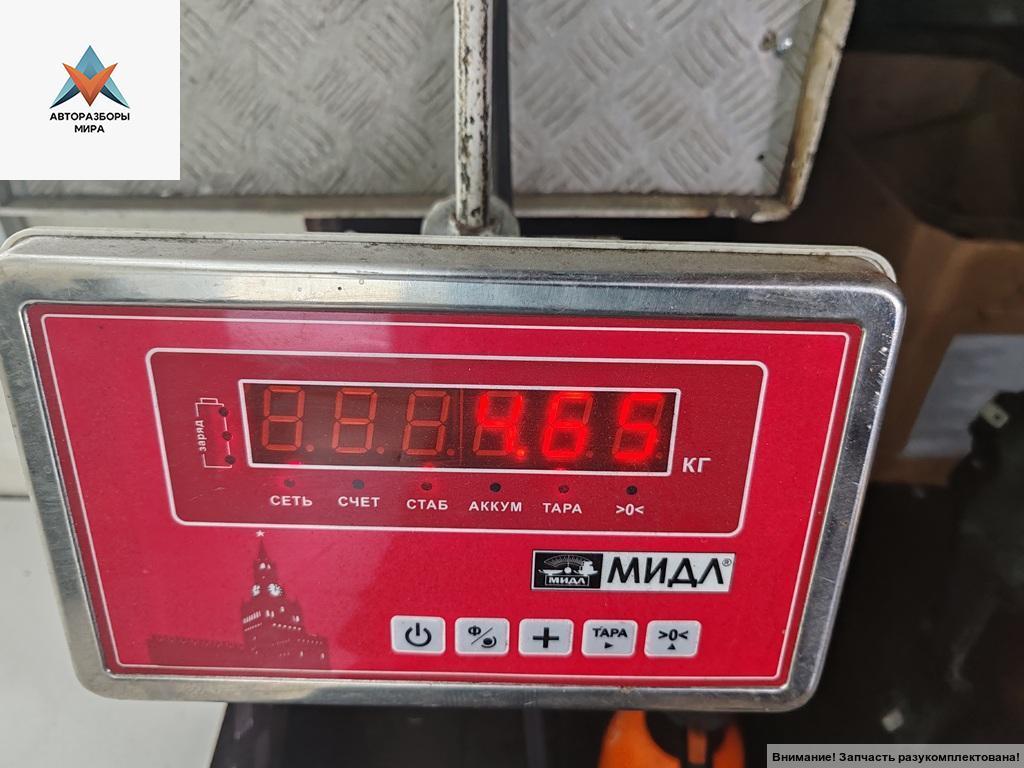 АВТОРАЗБОРЫ
МИРА
заряд
4.65
КГ
СЕТЬ СЧЕТ СТАБ АККУМ ТАРА >0<
МИДЛ
МИДЛ®
Ф +
ТАРА >0<
Внимание! Запчасть разукомплектована!